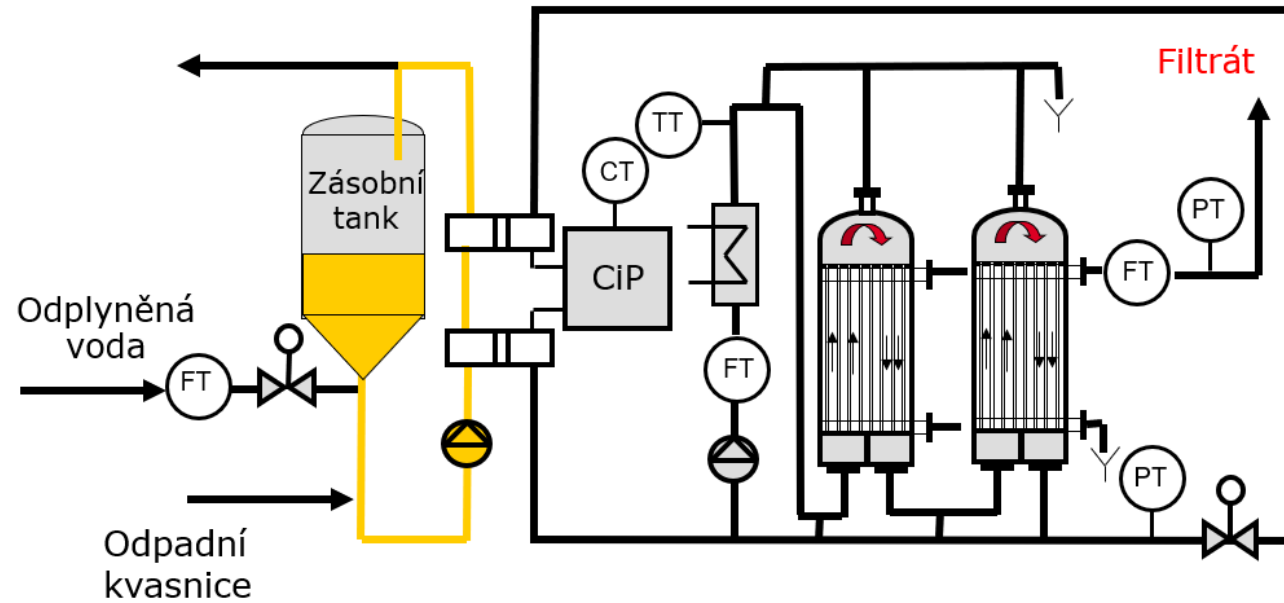 Filtrát
TT
CT
Zásobní
tank
PT
FT
CiP
Odplyněná
voda
FT
FT
PT
Odpadní
kvasnice